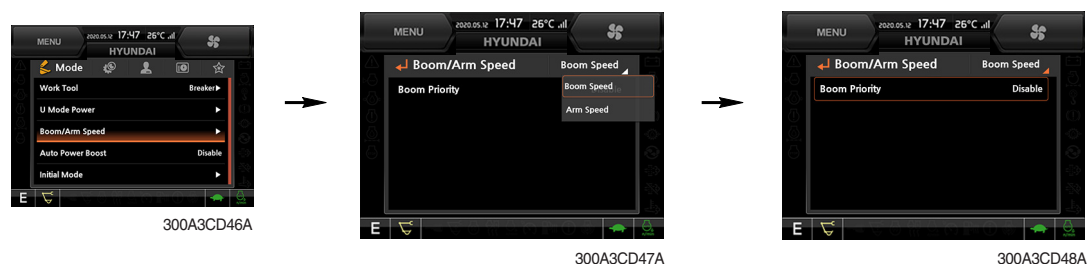 MENU
2020.05.12 17:47 26°C
HYUNDAI
Mode
Work Tool Breaker▶
U Mode Power ▶
Boom/Arm Speed ▶
Auto Power Boost Disable
Initial Mode ▶
E
300A3CD46A
MENU
2020.05.12 17:47 26°C
HYUNDAI
Boom/Arm Speed Boom Speed
Boom Priority
Boom Speed
Arm Speed
E
300A3CD47A
MENU
2020.05.12 17:47 26°C
HYUNDAI
Boom/Arm Speed Boom Speed
Boom Priority Disable
E
300A3CD48A